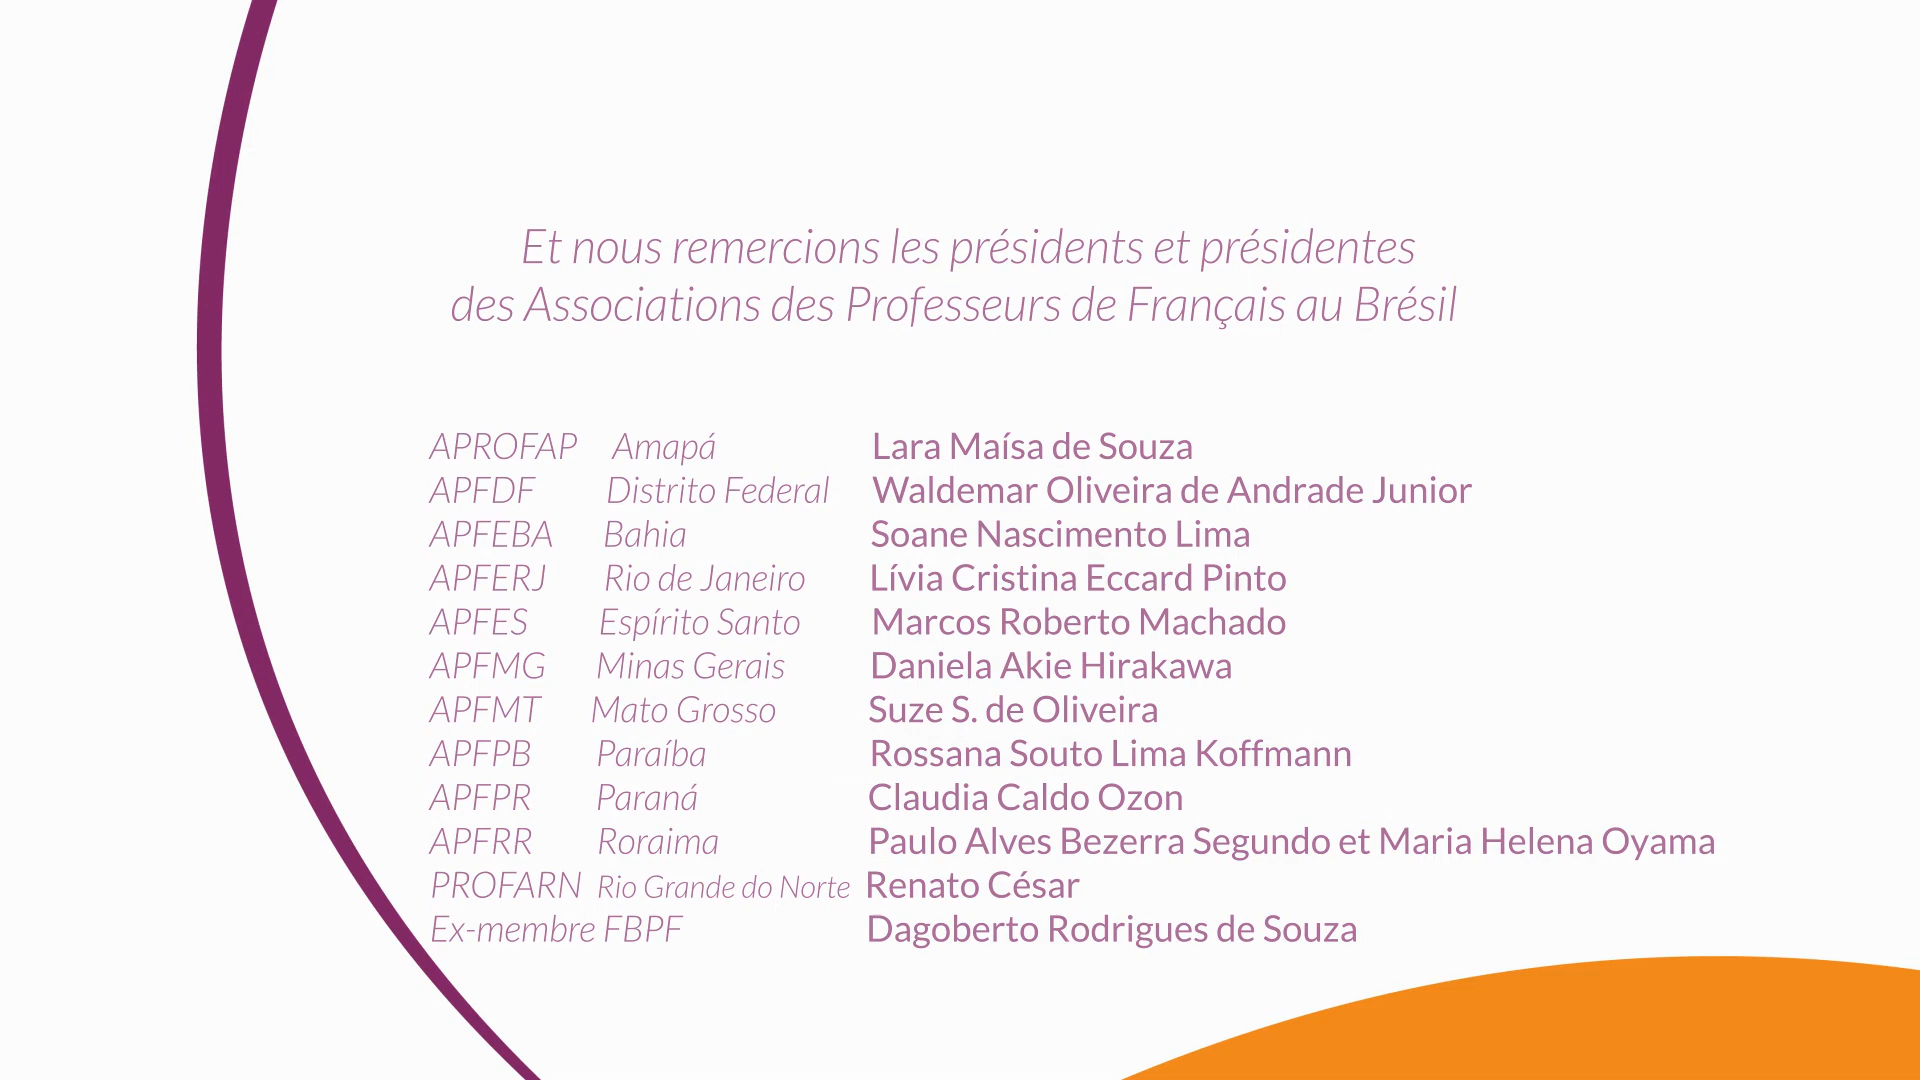 Et nous remercions les présidents et présidentes
des Associations des Professeurs de Français au Brésil
APROFAP Amapá Lara Maísa de Souza
APFDF Distrito Federal Waldemar Oliveira de Andrade Junior
APFEBA Bahia Soane Nascimento Lima
APFERJ Rio de Janeiro Lívia Cristina Eccard Pinto
APFES Espírito Santo Marcos Roberto Machado
APFMG Minas Gerais Daniela Akie Hirakawa
APFMT Mato Grosso Suze S. de Oliveira
APFPB Paraíba Rossana Souto Lima Koffmann
APFPR Paraná Claudia Caldo Ozon
APFRR Roraima Paulo Alves Bezerra Segundo et Maria Helena Oyama
PROFARN Rio Grande do Norte Renato César
Ex-membre FBPF Dagoberto Rodrigues de Souza